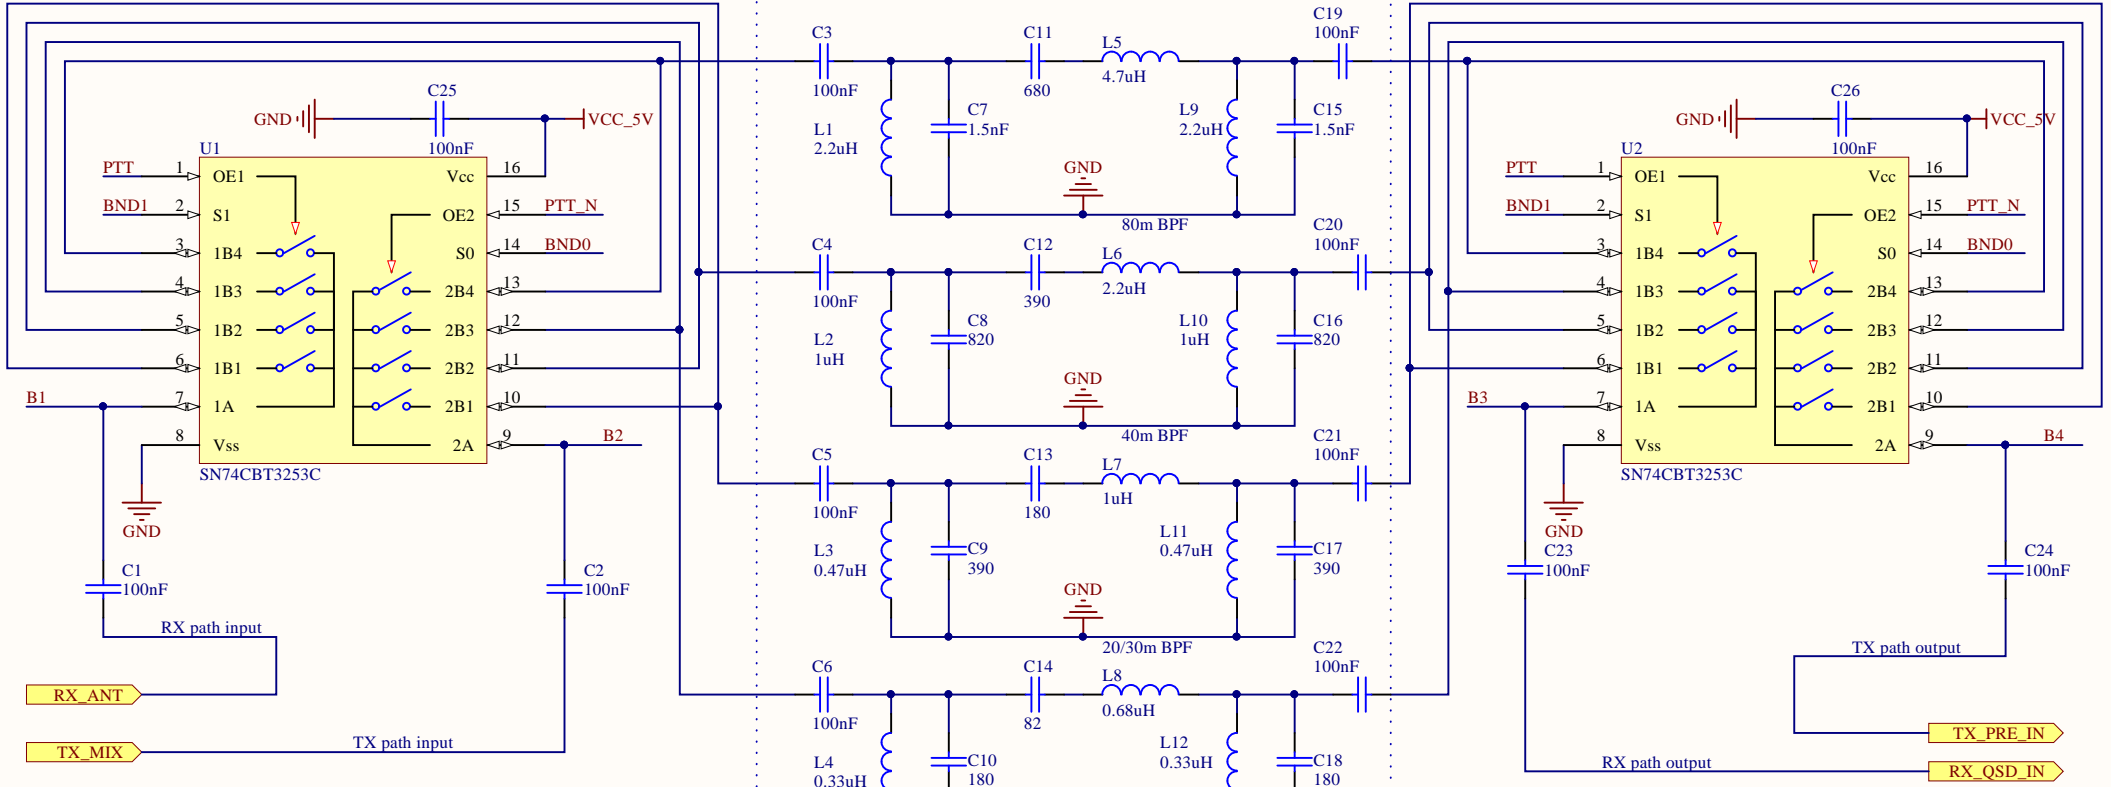 C25
GND
VCC_5V
100nF
U1
PTT
1
OE1
Vcc
16
BND1
2
S1
OE2
15
PTT_N
3
1B4
S0
14
BND0
4
1B3
2B4
13
5
1B2
2B3
12
6
1B1
2B2
11
B1
7
1A
2B1
10
8
Vss
2A
9
B2
SN74CBT3253C
GND
C1
100nF
C2
100nF
RX path input
RX_ANT
TX path input
TX_MIX
C3
100nF
C11
680
L5
4.7uH
C19
100nF
L1
2.2uH
C7
1.5nF
L9
2.2uH
C15
1.5nF
GND
80m BPF
C4
100nF
C12
390
L6
2.2uH
C20
100nF
L2
1uH
C8
820
L10
1uH
C16
820
GND
40m BPF
C5
100nF
C13
180
L7
1uH
C21
100nF
L3
0.47uH
C9
390
L11
0.47uH
C17
390
GND
20/30m BPF
C6
100nF
C14
82
L8
0.68uH
C22
100nF
L4
0.33uH
C10
180
L12
0.33uH
C18
180
C26
GND
VCC_5V
100nF
U2
PTT
1
OE1
Vcc
16
BND1
2
S1
OE2
15
PTT_N
3
1B4
S0
14
BND0
4
1B3
2B4
13
5
1B2
2B3
12
6
1B1
2B2
11
B3
7
1A
2B1
10
8
Vss
2A
9
B4
SN74CBT3253C
GND
C23
100nF
C24
100nF
TX path output
TX_PRE_IN
RX path output
RX_QSD_IN